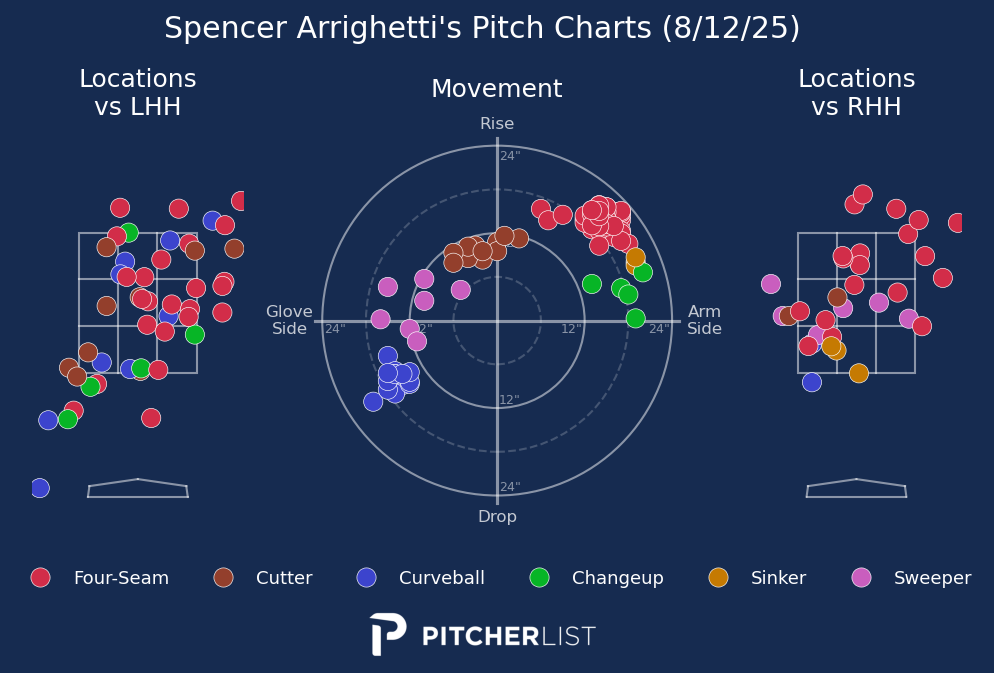 Spencer Arrighetti's Pitch Charts (8/12/25)
Locations
vs LHH
Movement
Locations
vs RHH
Rise
24"
Glove
Side
24"
2"
12"
24"
Arm
Side
12"
24"
Drop
Four-Seam
Cutter
Curveball
Changeup
Sinker
Sweeper
PITCHERLIST